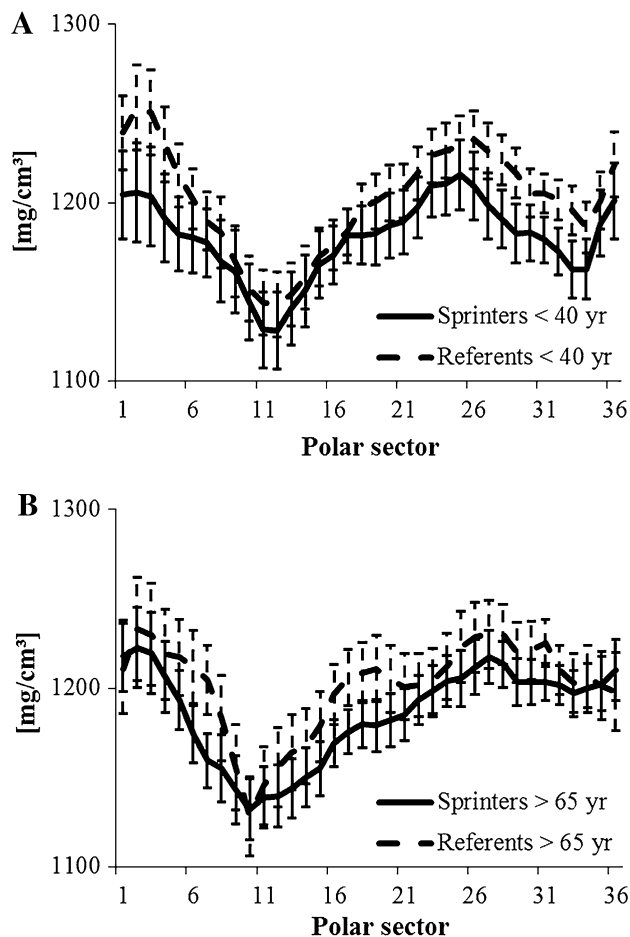 A
1300
[mg/cm³]
1200
1100
Sprinters < 40 yr
Referents < 40 yr
1 6 11 16 21 26 31 36
Polar sector
B
1300
[mg/cm³]
1200
1100
Sprinters > 65 yr
Referents > 65 yr
1 6 11 16 21 26 31 36
Polar sector